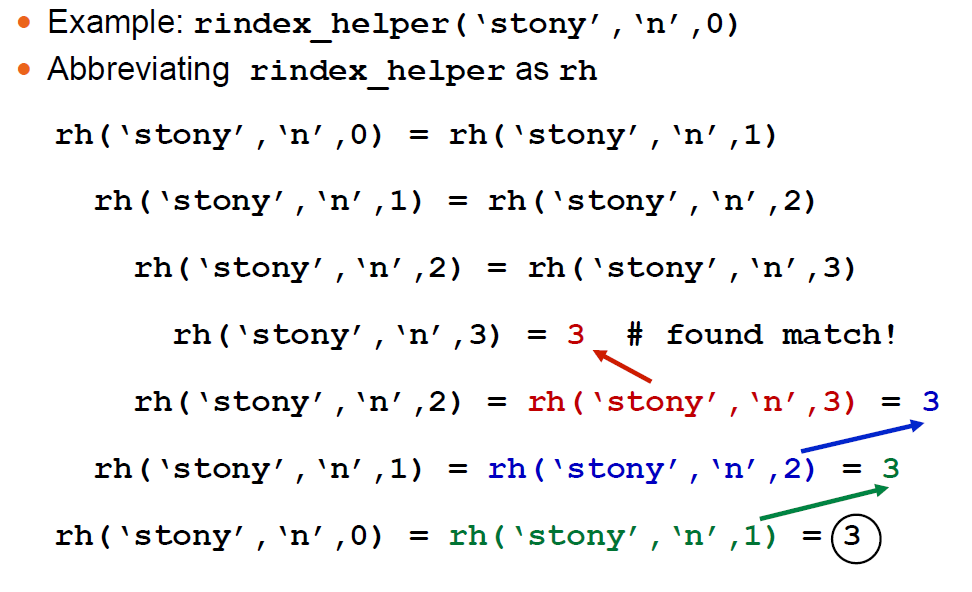 • Example: rindex_helper(‘stony’,‘n’,0)
• Abbreviating rindex_helper as rh
rh(‘stony’,‘n’,0) = rh(‘stony’,‘n’,1)
rh(‘stony’,‘n’,1) = rh(‘stony’,‘n’,2)
rh(‘stony’,‘n’,2) = rh(‘stony’,‘n’,3)
rh(‘stony’,‘n’,3) = 3 # found match!
rh(‘stony’,‘n’,2) = rh(‘stony’,‘n’,3) = 3
rh(‘stony’,‘n’,1) = rh(‘stony’,‘n’,2) = 3
rh(‘stony’,‘n’,0) = rh(‘stony’,‘n’,1) = 3